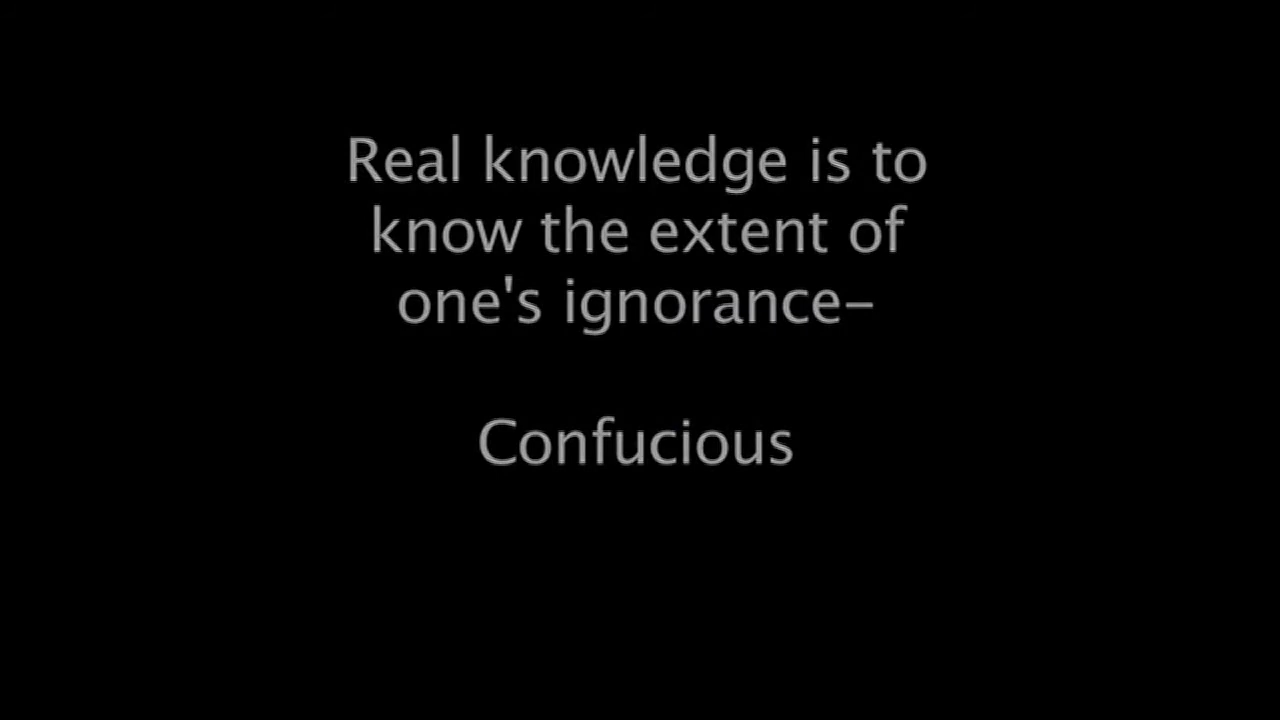 Real knowledge is to
know the extent of
one's ignorance-
Confucious